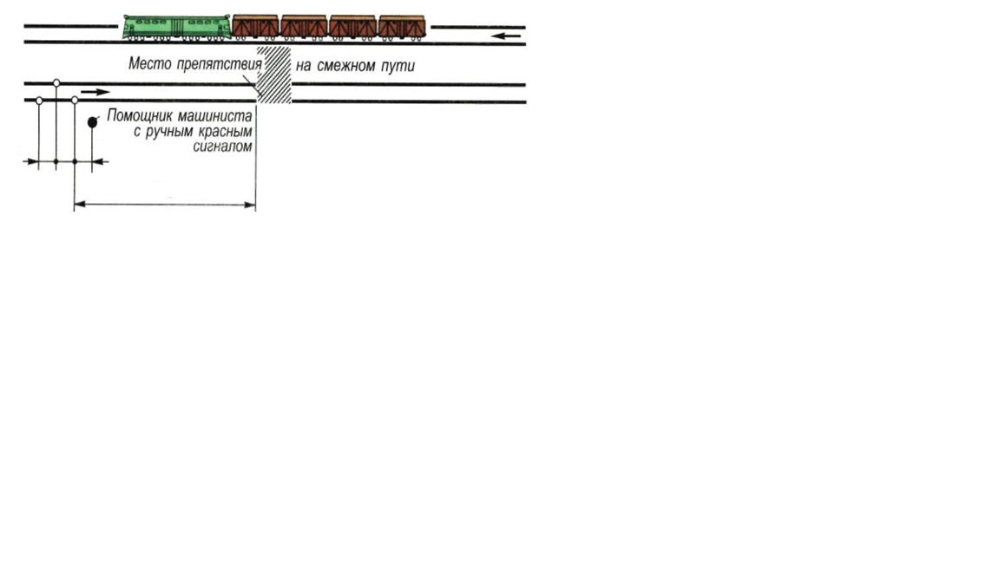 Место препятствия на смежном пути
Помощник машиниста
с ручным красным
сигналом